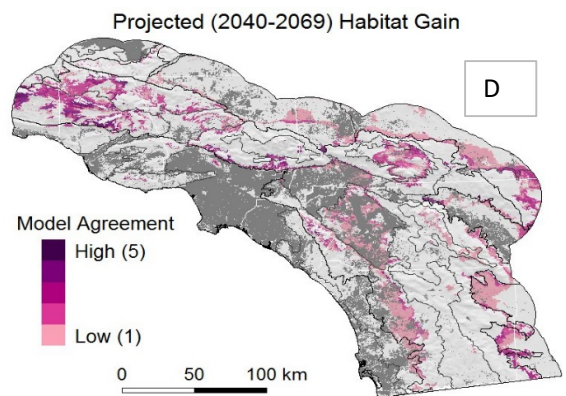 Projected (2040-2069) Habitat Gain
D
Model Agreement
High (5)
Low (1)
0 50 100 km